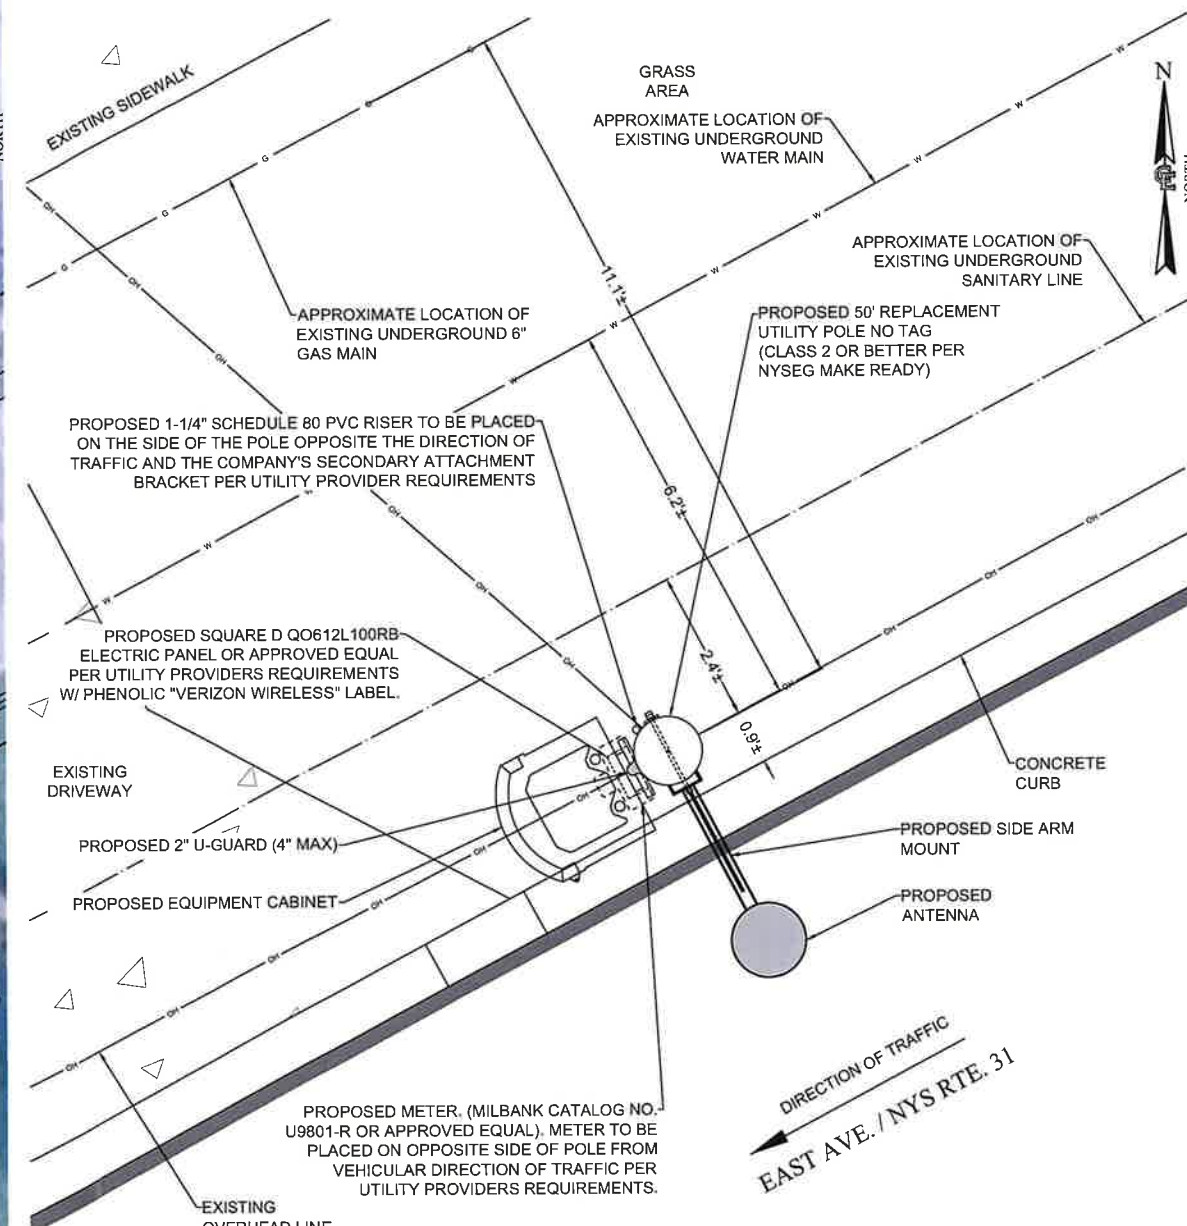 EXISTING SIDEWALK
GRASS
AREA
APPROXIMATE LOCATION OF
EXISTING UNDERGROUND
WATER MAIN
N
NORTH
APPROXIMATE LOCATION OF
EXISTING UNDERGROUND
SANITARY LINE
11.1'±
APPROXIMATE LOCATION OF
EXISTING UNDERGROUND 6"
GAS MAIN
PROPOSED 50' REPLACEMENT
UTILITY POLE NO TAG
(CLASS 2 OR BETTER PER
NYSEG MAKE READY)
PROPOSED 1-1/4" SCHEDULE 80 PVC RISER TO BE PLACED
ON THE SIDE OF THE POLE OPPOSITE THE DIRECTION OF
TRAFFIC AND THE COMPANY'S SECONDARY ATTACHMENT
BRACKET PER UTILITY PROVIDER REQUIREMENTS
6.2'±
PROPOSED SQUARE D QO612L100RB
ELECTRIC PANEL OR APPROVED EQUAL
PER UTILITY PROVIDERS REQUIREMENTS
W/ PHENOLIC "VERIZON WIRELESS" LABEL.
2.4'±
0.9'±
EXISTING
DRIVEWAY
CONCRETE
CURB
PROPOSED 2" U-GUARD (4" MAX)
PROPOSED SIDE ARM
MOUNT
PROPOSED EQUIPMENT CABINET
PROPOSED
ANTENNA
DIRECTION OF TRAFFIC
EAST AVE. / NYS RTE. 31
PROPOSED METER. (MILBANK CATALOG NO.
U9801-R OR APPROVED EQUAL). METER TO BE
PLACED ON OPPOSITE SIDE OF POLE FROM
VEHICULAR DIRECTION OF TRAFFIC PER
UTILITY PROVIDERS REQUIREMENTS.
EXISTING
OVERHEAD LINE